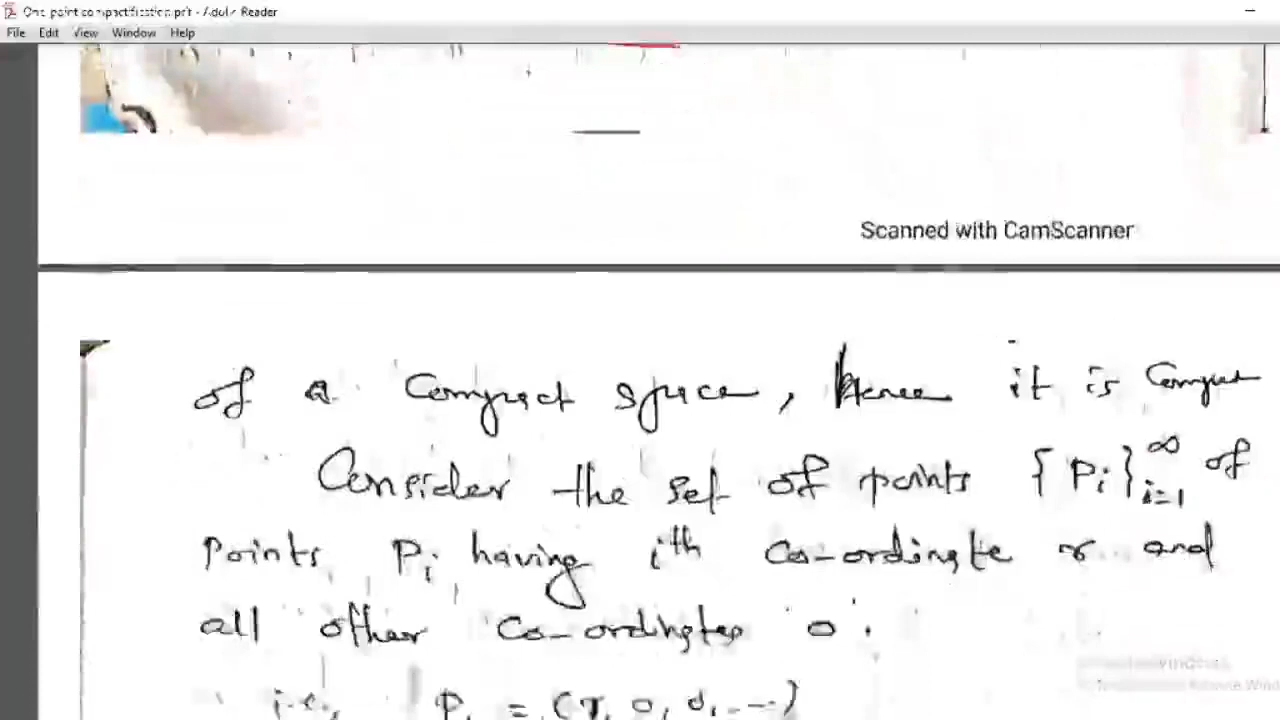 One point compactification.pdf - Adobe Reader
File Edit View Window Help
Scanned with CamScanner
of a compact space, Hence it is Compact
Consider the set of points {Pi}∞i=1 of
points Pi having ith co-ordinate r and
all other co-ordinates 0.
i.e., P1 = (r, 0, 0, ...)